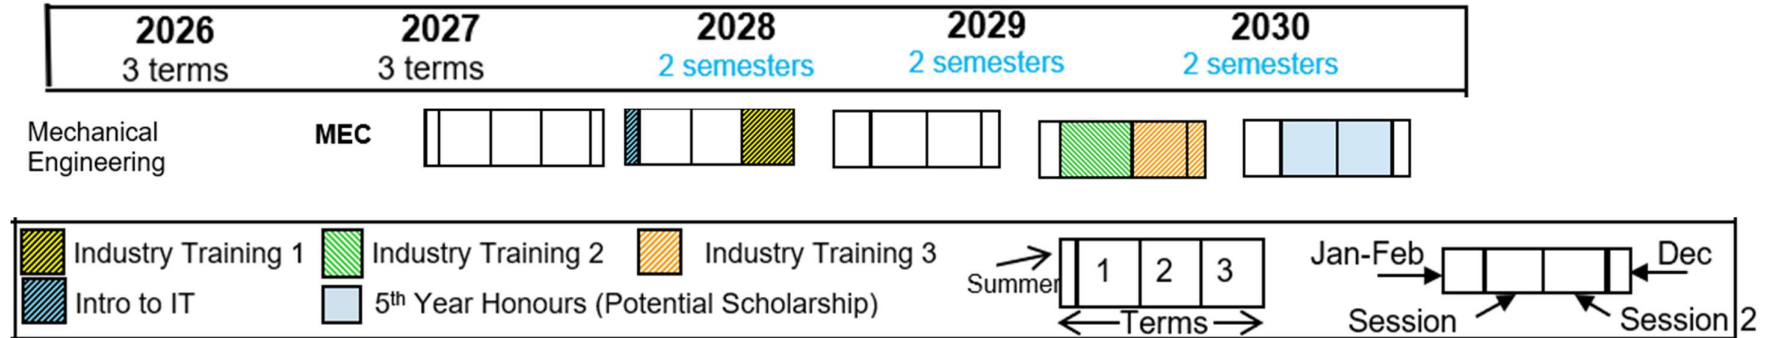 2026 2027 2028 2029 2030
3 terms 3 terms 2 semesters 2 semesters 2 semesters
Mechanical
Engineering
MEC
Industry Training 1 Industry Training 2 Industry Training 3
Intro to IT 5th Year Honours (Potential Scholarship)
Summer
1 2 3
Terms
Jan-Feb Dec
Session Session 2